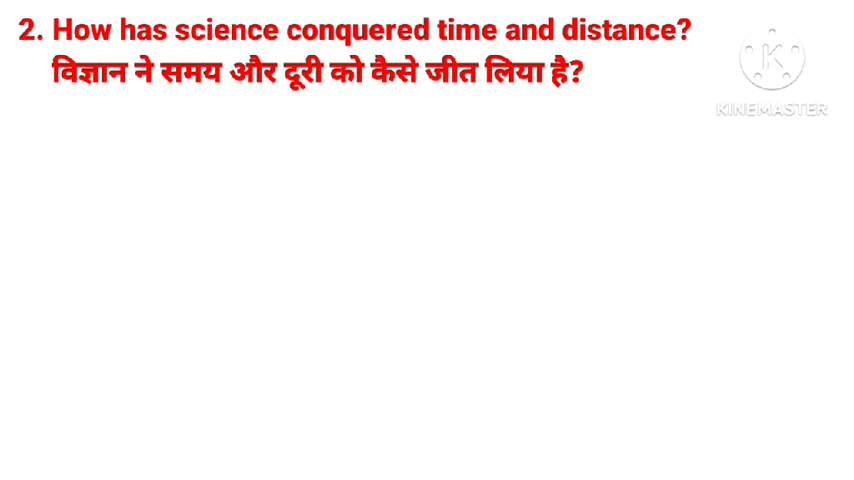 2. How has science conquered time and distance?
विज्ञान ने समय और दूरी को कैसे जीत लिया है?
K
KINEMASTER